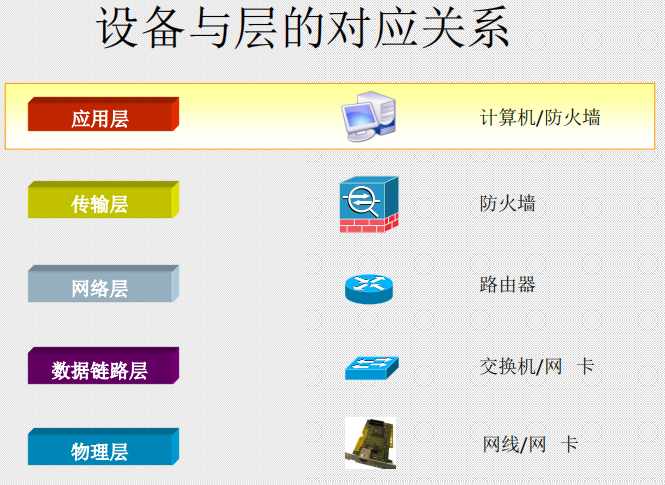 设备与层的对应关系
应用层 计算机/防火墙
传输层 防火墙
网络层 路由器
数据链路层 交换机/网 卡
物理层 网线/网 卡